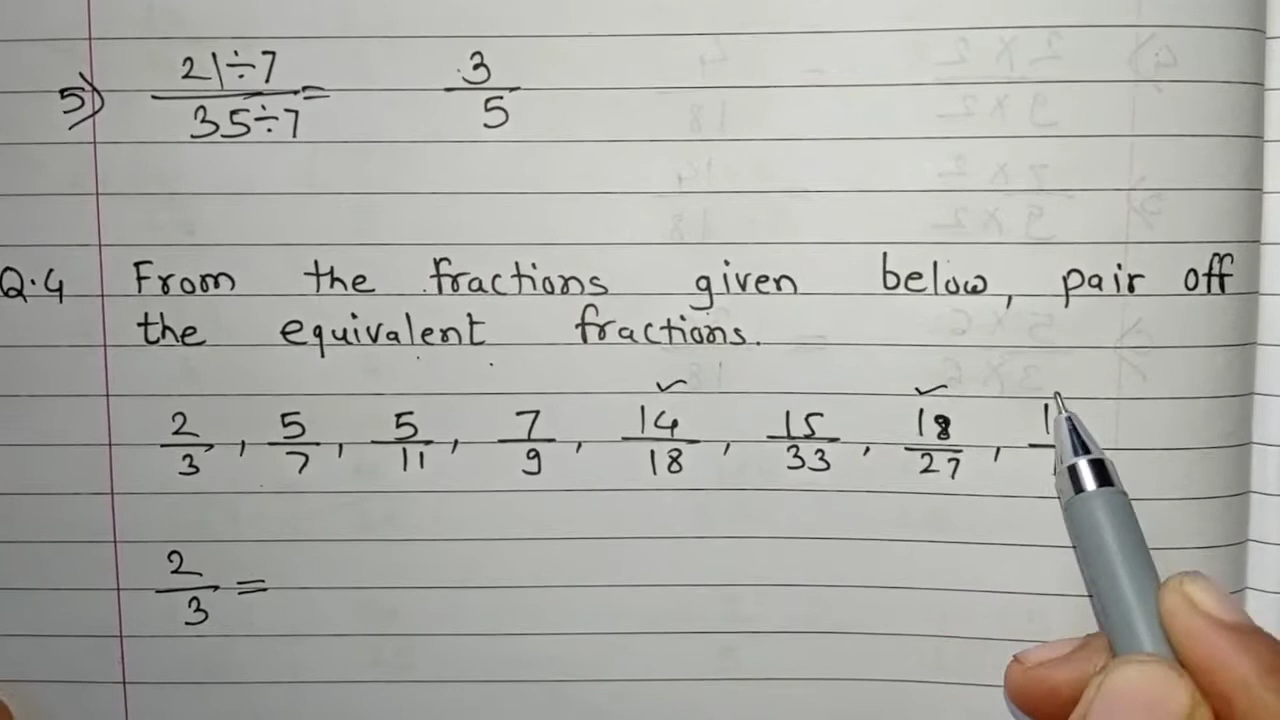 5) 21÷7/35÷7 = 3/5
Q.4 From the fractions given below, pair off
the equivalent fractions.
2/3, 5/7, 5/11, 7/9, 14/18, 15/33, 18/27, 1
2/3 =